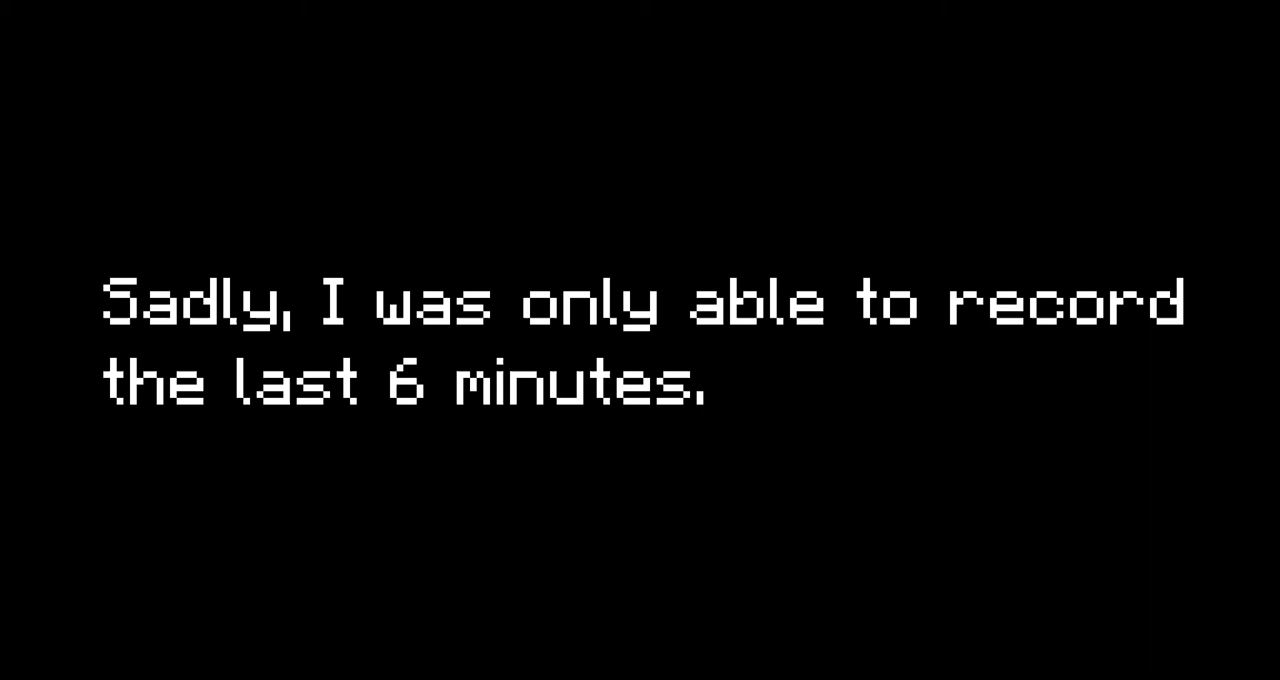 Sadly, I was only able to record
the last 6 minutes.